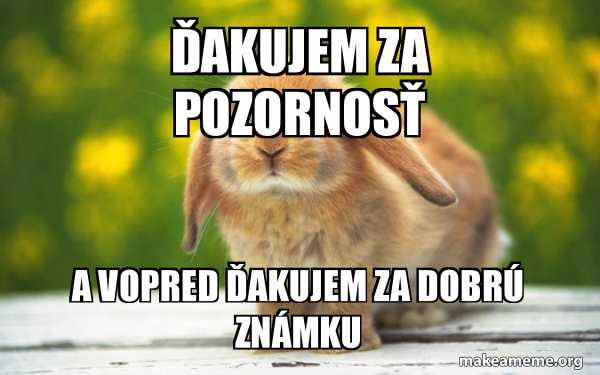 ĎAKUJEM ZA
POZORNOSŤ
A VOPRED ĎAKUJEM ZA DOBRÚ
ZNÁMKU
makeameme.org